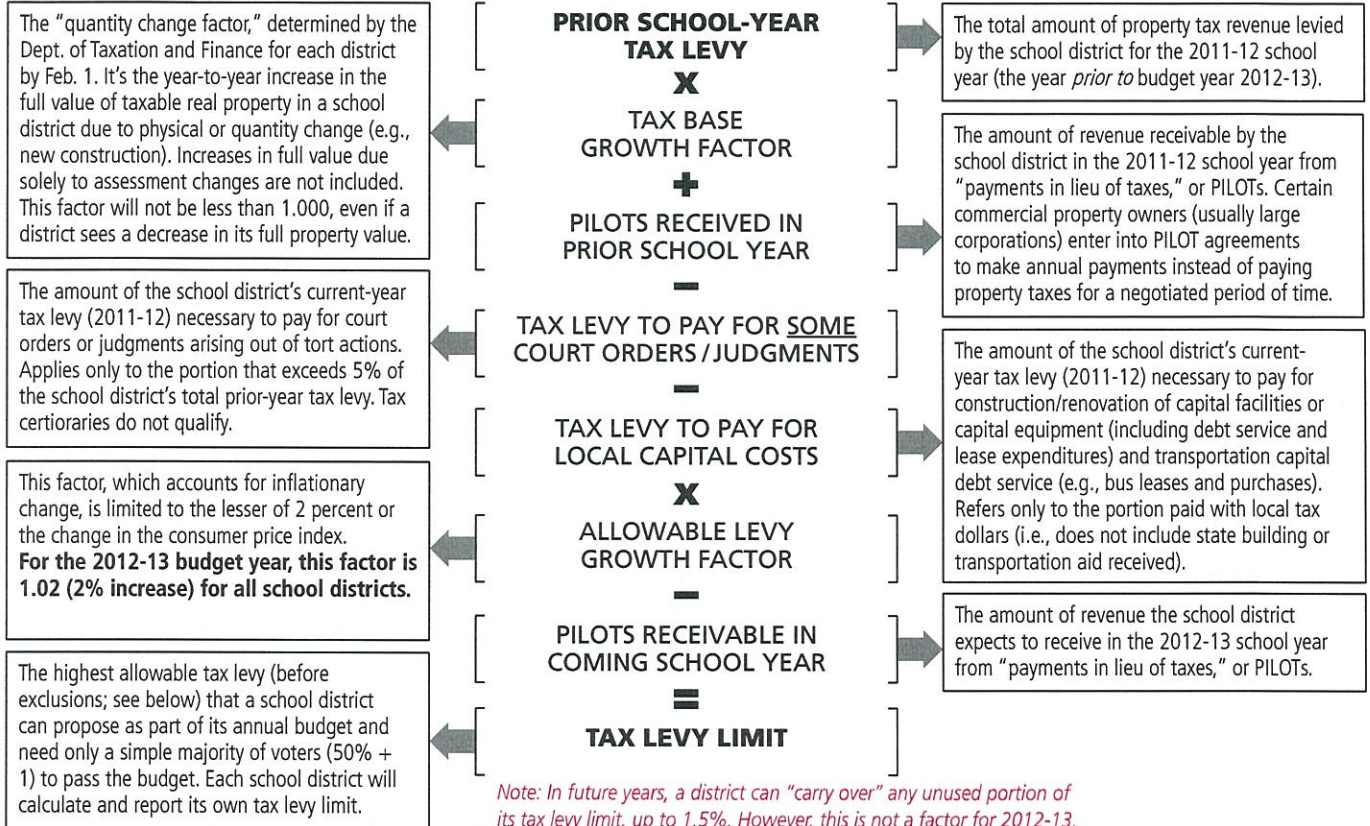 The "quantity change factor," determined by the
Dept. of Taxation and Finance for each district
by Feb. 1. It's the year-to-year increase in the
full value of taxable real property in a school
district due to physical or quantity change (e.g.,
new construction). Increases in full value due
solely to assessment changes are not included.
This factor will not be less than 1.000, even if a
district sees a decrease in its full property value.
The amount of the school district's current-year
tax levy (2011-12) necessary to pay for court
orders or judgments arising out of tort actions.
Applies only to the portion that exceeds 5% of
the school district's total prior-year tax levy. Tax
certioraries do not qualify.
This factor, which accounts for inflationary
change, is limited to the lesser of 2 percent or
the change in the consumer price index.
For the 2012-13 budget year, this factor is
1.02 (2% increase) for all school districts.
The highest allowable tax levy (before
exclusions; see below) that a school district
can propose as part of its annual budget and
need only a simple majority of voters (50% +
1) to pass the budget. Each school district will
calculate and report its own tax levy limit.
PRIOR SCHOOL-YEAR
TAX LEVY
X
TAX BASE
GROWTH FACTOR
+
PILOTS RECEIVED IN
PRIOR SCHOOL YEAR
–
TAX LEVY TO PAY FOR SOME
COURT ORDERS/JUDGMENTS
–
TAX LEVY TO PAY FOR
LOCAL CAPITAL COSTS
X
ALLOWABLE LEVY
GROWTH FACTOR
–
PILOTS RECEIVABLE IN
COMING SCHOOL YEAR
=
TAX LEVY LIMIT
Note: In future years, a district can "carry over" any unused portion of
its tax levy limit, up to 1.5%. However, this is not a factor for 2012-13.
The total amount of property tax revenue levied
by the school district for the 2011-12 school
year (the year prior to budget year 2012-13).
The amount of revenue receivable by the
school district in the 2011-12 school year from
"payments in lieu of taxes," or PILOTs. Certain
commercial property owners (usually large
corporations) enter into PILOT agreements
to make annual payments instead of paying
property taxes for a negotiated period of time.
The amount of the school district's current-
year tax levy (2011-12) necessary to pay for
construction/renovation of capital facilities or
capital equipment (including debt service and
lease expenditures) and transportation capital
debt service (e.g., bus leases and purchases).
Refers only to the portion paid with local tax
dollars (i.e., does not include state building or
transportation aid received).
The amount of revenue the school district
expects to receive in the 2012-13 school year
from "payments in lieu of taxes," or PILOTs.